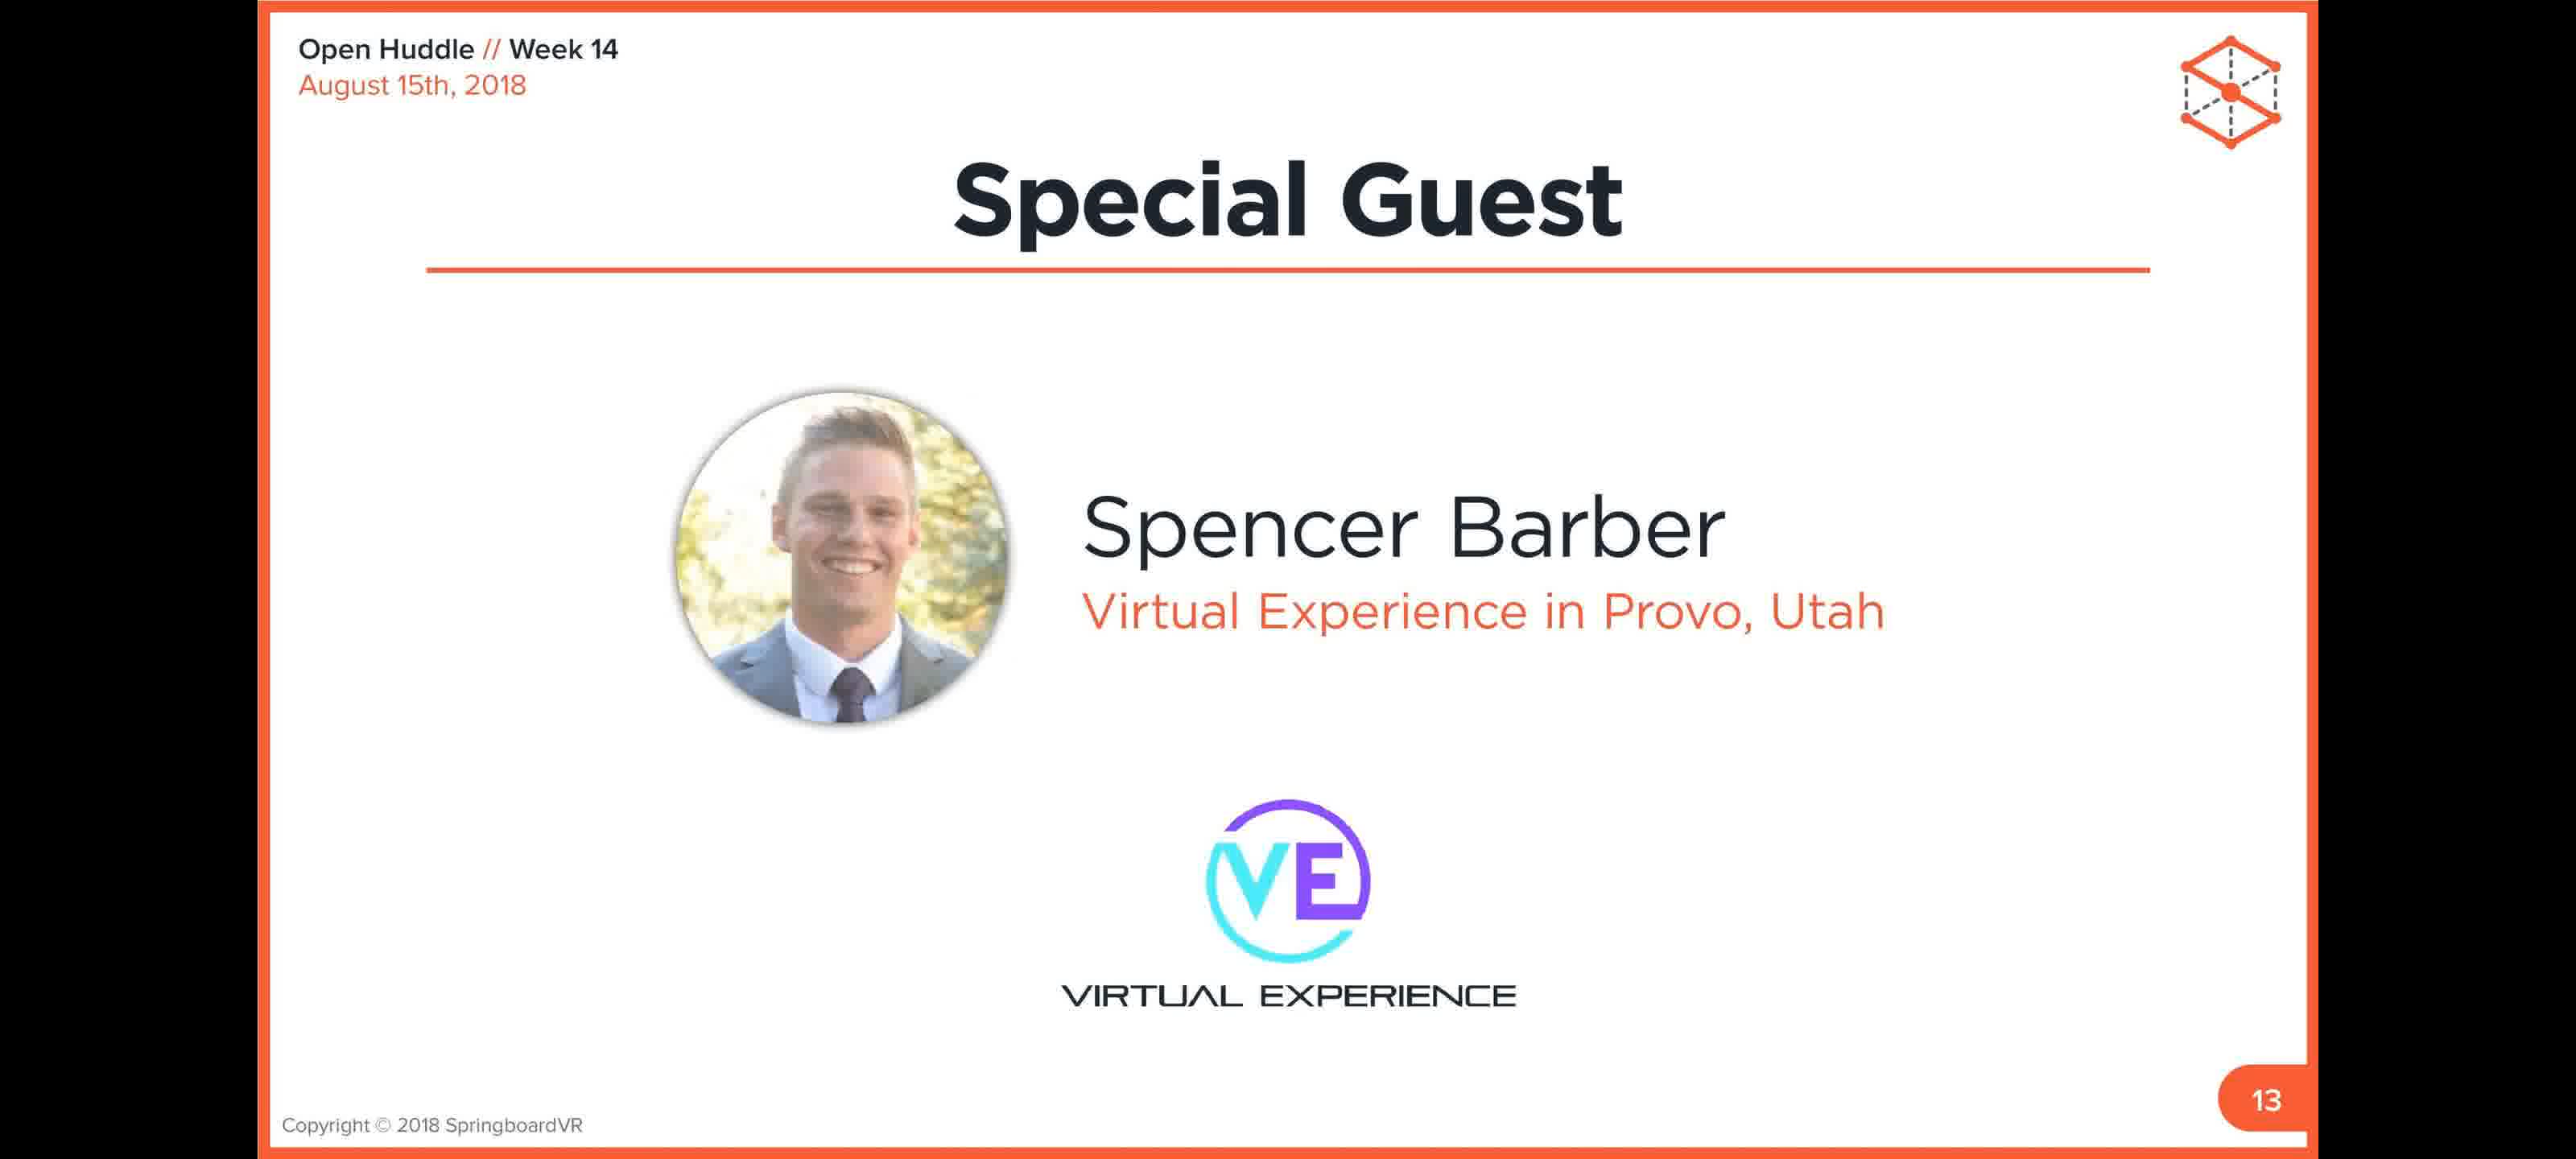 Open Huddle // Week 14
August 15th, 2018
Special Guest
Spencer Barber
Virtual Experience in Provo, Utah
VE
VIRTUAL EXPERIENCE
Copyright © 2018 SpringboardVR
13